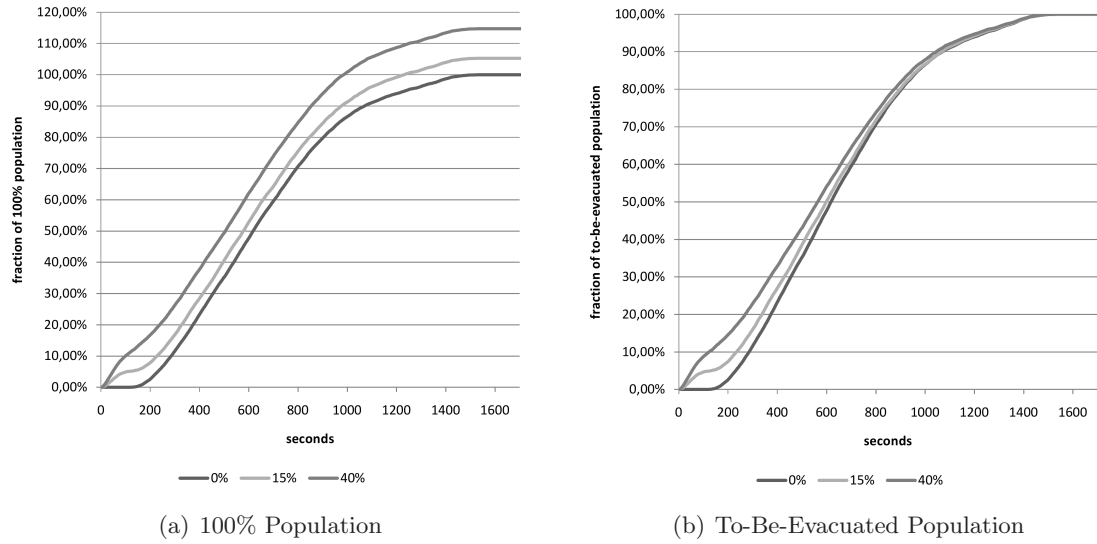 120,00%
110,00%
100,00%
90,00%
80,00%
70,00%
60,00%
50,00%
40,00%
30,00%
20,00%
10,00%
0,00%
fraction of 100% population
0 200 400 600 800 1000 1200 1400 1600
seconds
0% 15% 40%
(a) 100% Population
100,00%
90,00%
80,00%
70,00%
60,00%
50,00%
40,00%
30,00%
20,00%
10,00%
0,00%
fraction of to-be-evacuated population
0 200 400 600 800 1000 1200 1400 1600
seconds
0% 15% 40%
(b) To-Be-Evacuated Population